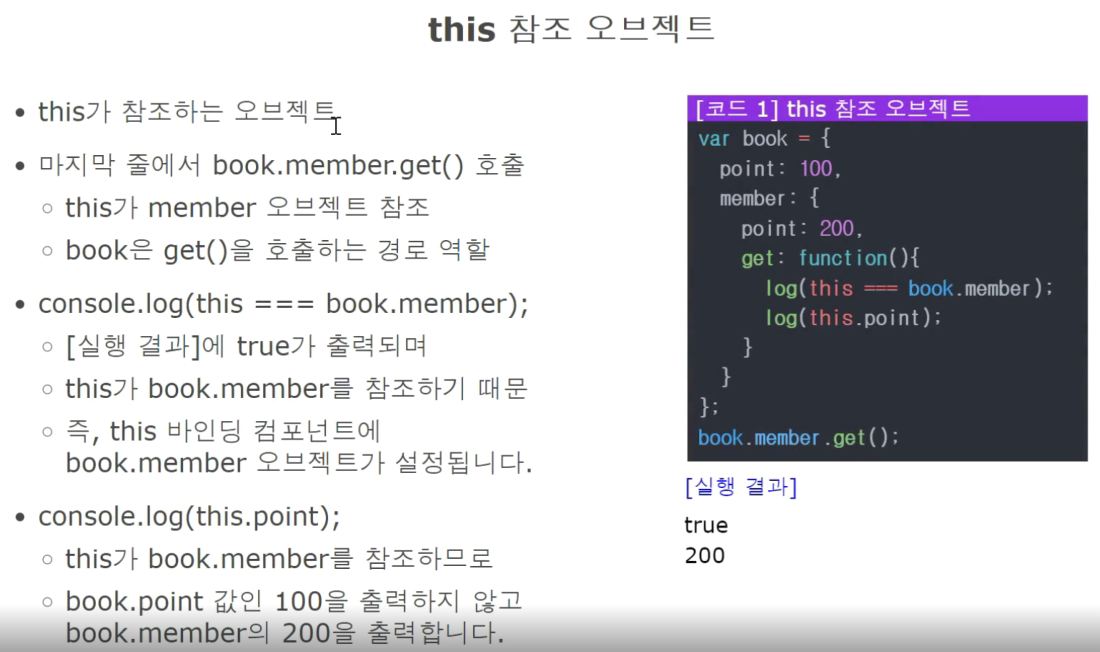 this 참조 오브젝트
• this가 참조하는 오브젝트
• 마지막 줄에서 book.member.get() 호출
○ this가 member 오브젝트 참조
○ book은 get()을 호출하는 경로 역할
• console.log(this === book.member);
○ [실행 결과]에 true가 출력되며
○ this가 book.member를 참조하기 때문
○ 즉, this 바인딩 컴포넌트에
book.member 오브젝트가 설정됩니다.
• console.log(this.point);
○ this가 book.member를 참조하므로
○ book.point 값인 100을 출력하지 않고
book.member의 200을 출력합니다.
[코드 1] this 참조 오브젝트
var book = {
  point: 100,
  member: {
    point: 200,
    get: function(){
      log(this === book.member);
      log(this.point);
    }
  }
};
book.member.get();
[실행 결과]
true
200